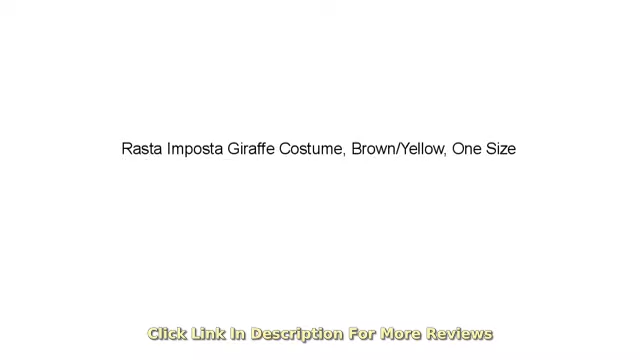 Rasta Imposta Giraffe Costume, Brown/Yellow, One Size
Click Link In Description For More Reviews